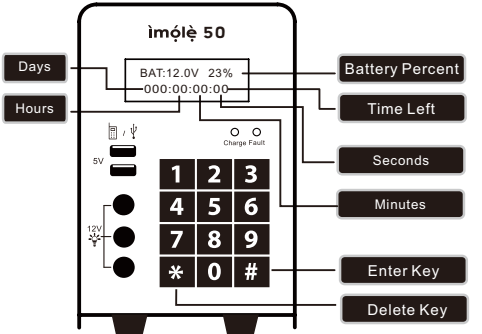 ìmọ́lẹ̀ 50
Days
BAT:12.0V 23%
Battery Percent
000:00:00:00
Hours
Time Left
/
Charge Fault
5V
Seconds
1 2 3
4 5 6
Minutes
12V
7 8 9
* 0 #
Enter Key
Delete Key